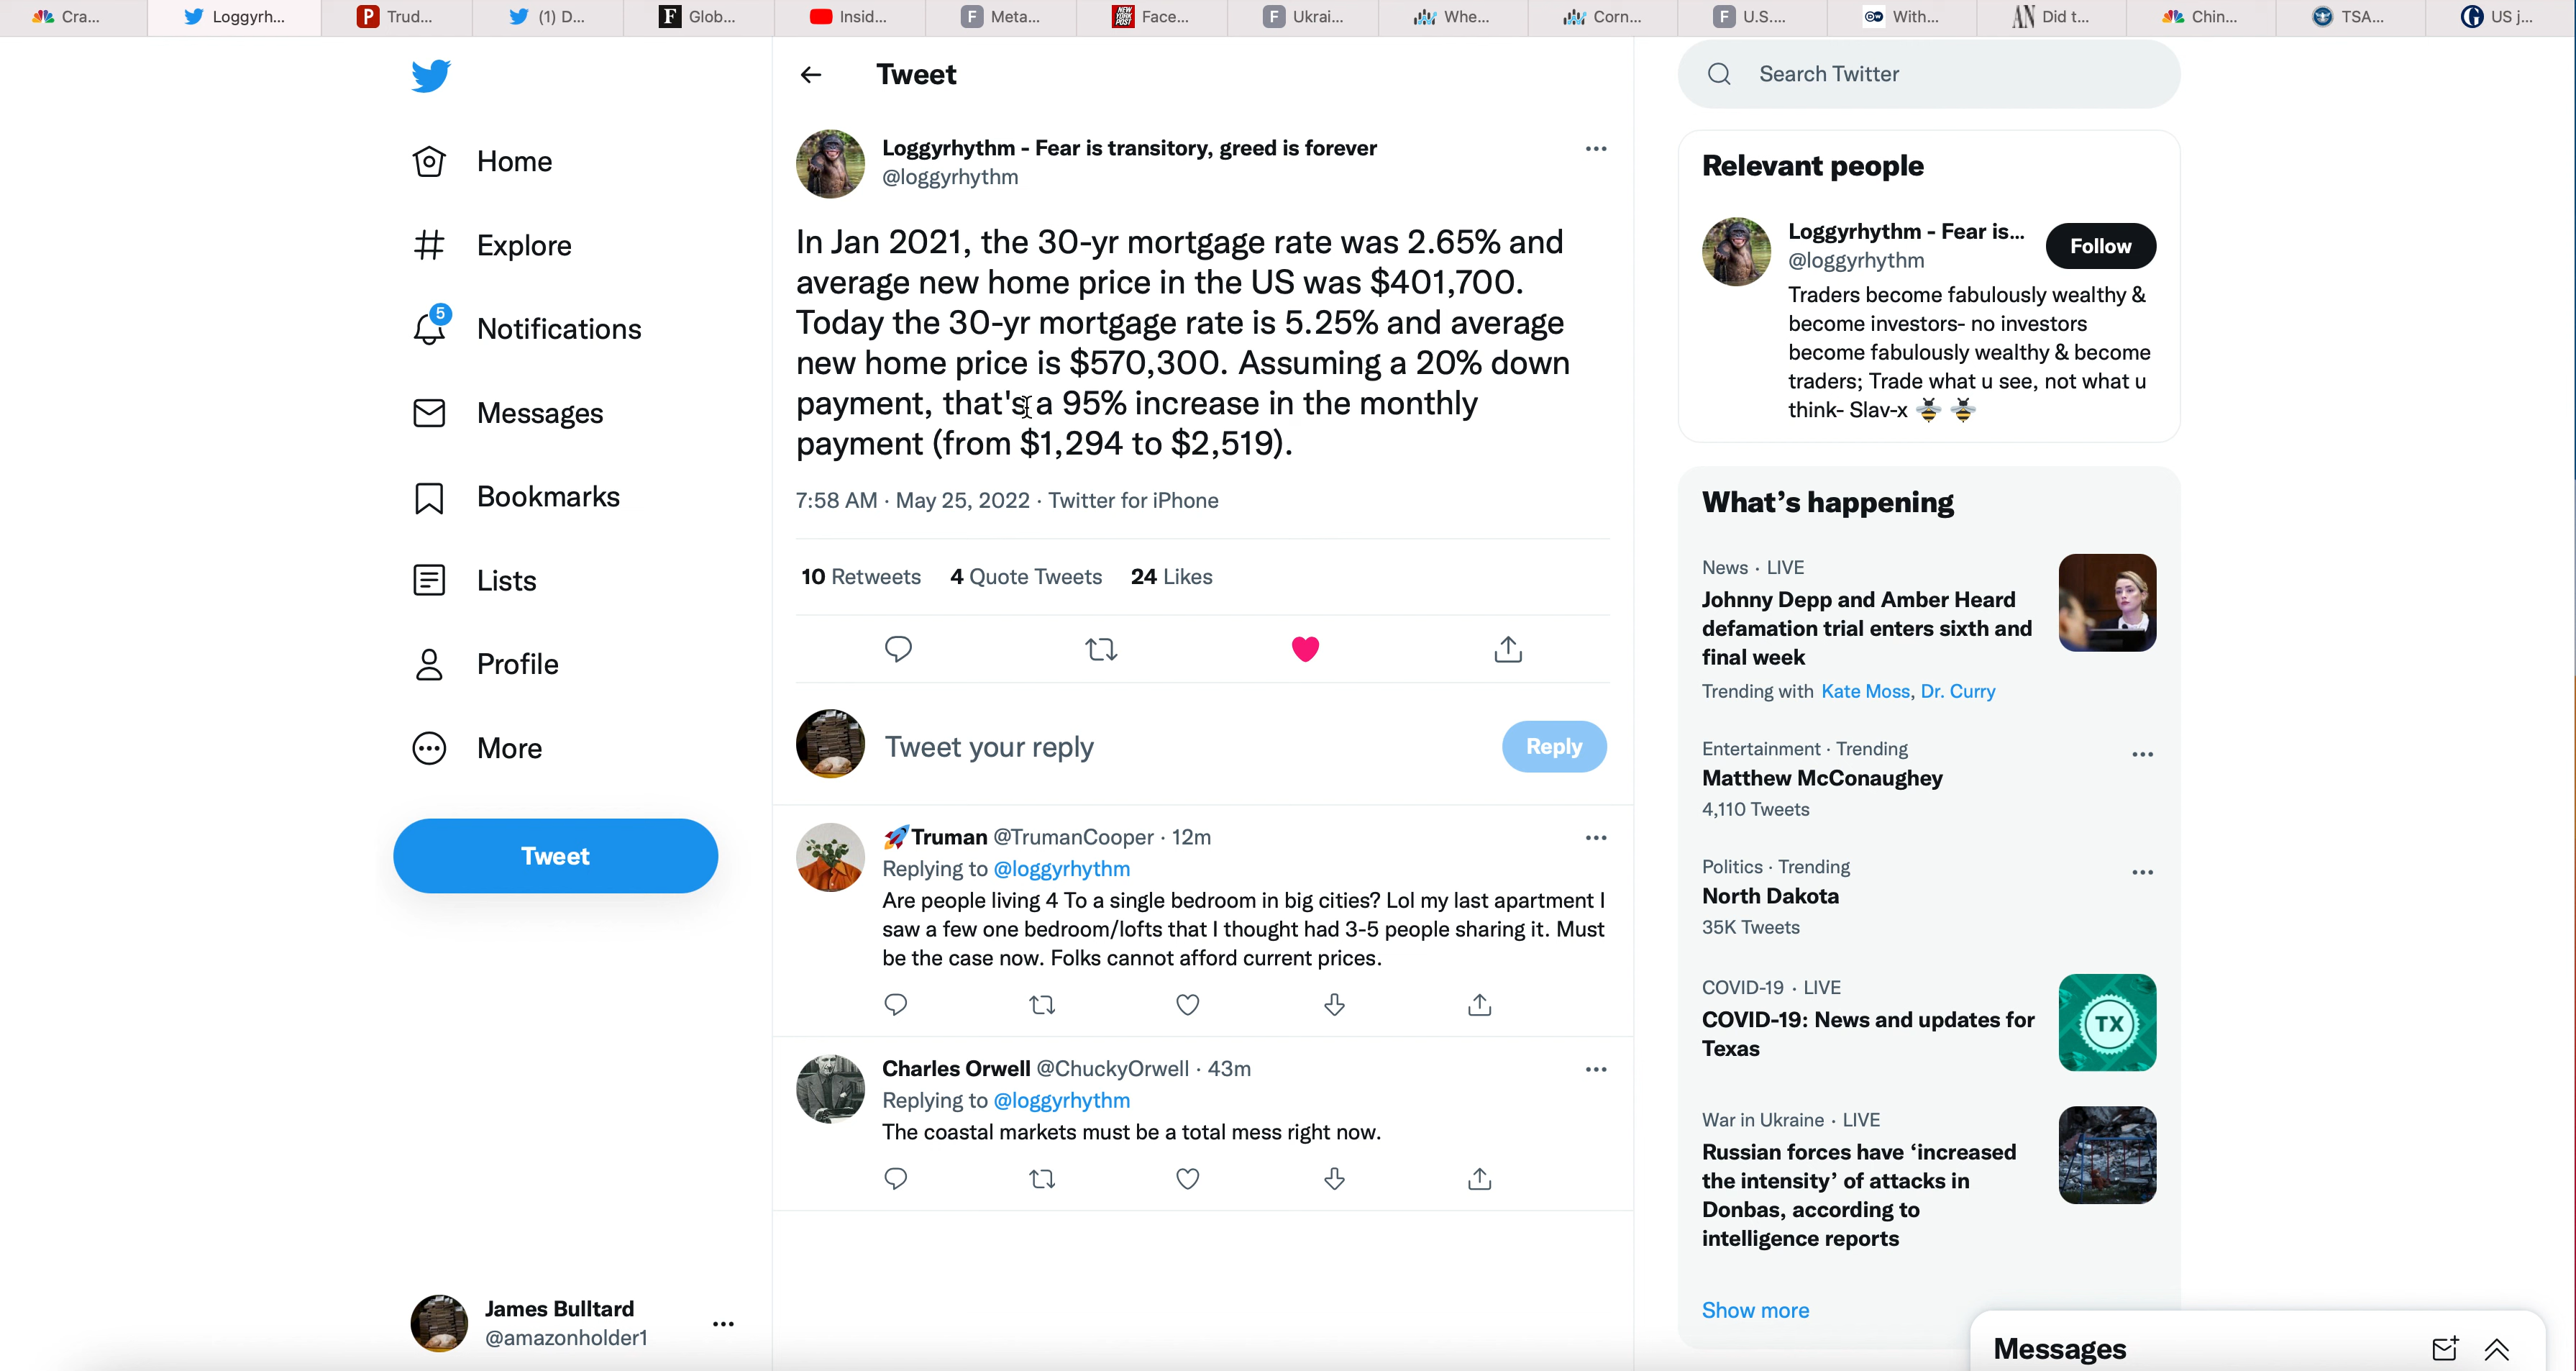 Cra...
Loggyrh...
Trud...
(1) D...
Glob...
Insid...
Meta...
Face...
Ukrai...
Whe...
Corn...
U.S....
With...
Did t...
Chin...
TSA...
US j...
Home
Explore
5
Notifications
Messages
Bookmarks
Lists
Profile
More
Tweet
James Bulltard
@amazonholder1
Tweet
Loggyrhythm - Fear is transitory, greed is forever
@loggyrhythm
In Jan 2021, the 30-yr mortgage rate was 2.65% and
average new home price in the US was $401,700.
Today the 30-yr mortgage rate is 5.25% and average
new home price is $570,300. Assuming a 20% down
payment, that's a 95% increase in the monthly
payment (from $1,294 to $2,519).
7:58 AM · May 25, 2022 · Twitter for iPhone
10 Retweets 4 Quote Tweets 24 Likes
Tweet your reply
Reply
🚀Truman @TrumanCooper · 12m
Replying to @loggyrhythm
Are people living 4 To a single bedroom in big cities? Lol my last apartment I
saw a few one bedroom/lofts that I thought had 3-5 people sharing it. Must
be the case now. Folks cannot afford current prices.
Charles Orwell @ChuckyOrwell · 43m
Replying to @loggyrhythm
The coastal markets must be a total mess right now.
Search Twitter
Relevant people
Loggyrhythm - Fear is...
@loggyrhythm
Follow
Traders become fabulously wealthy &
become investors- no investors
become fabulously wealthy & become
traders; Trade what u see, not what u
think- Slav-x 🐝 🐝
What's happening
News · LIVE
Johnny Depp and Amber Heard
defamation trial enters sixth and
final week
Trending with Kate Moss, Dr. Curry
Entertainment · Trending
Matthew McConaughey
4,110 Tweets
Politics · Trending
North Dakota
35K Tweets
COVID-19 · LIVE
COVID-19: News and updates for
Texas
TX
War in Ukraine · LIVE
Russian forces have ‘increased
the intensity’ of attacks in
Donbas, according to
intelligence reports
Show more
Messages